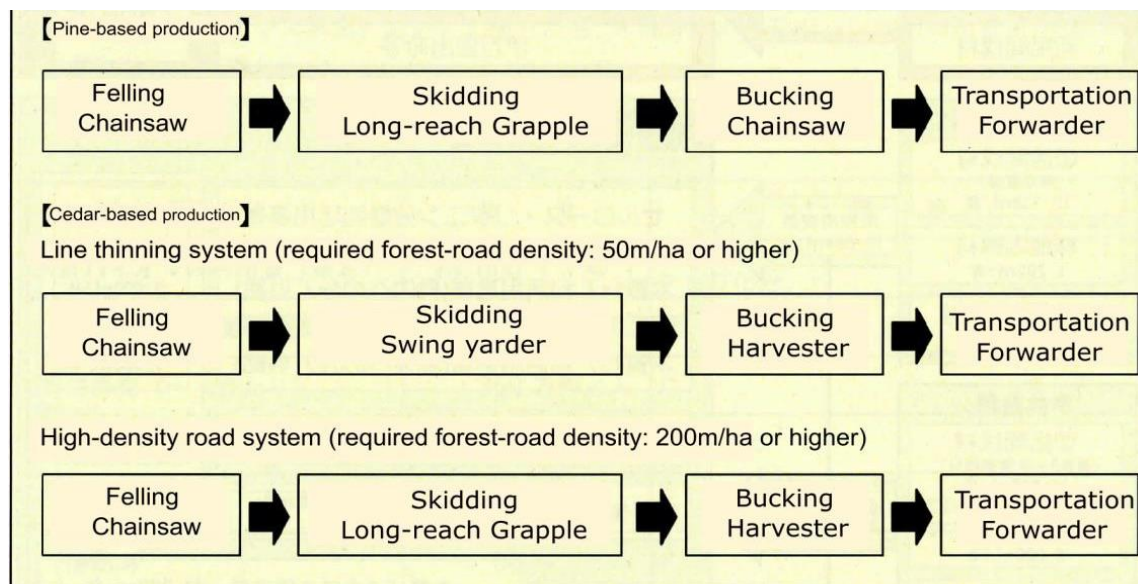 【Pine-based production】
Felling
Chainsaw
Skidding
Long-reach Grapple
Bucking
Chainsaw
Transportation
Forwarder
【Cedar-based production】
Line thinning system (required forest-road density: 50m/ha or higher)
Felling
Chainsaw
Skidding
Swing yarder
Bucking
Harvester
Transportation
Forwarder
High-density road system (required forest-road density: 200m/ha or higher)
Felling
Chainsaw
Skidding
Long-reach Grapple
Bucking
Harvester
Transportation
Forwarder